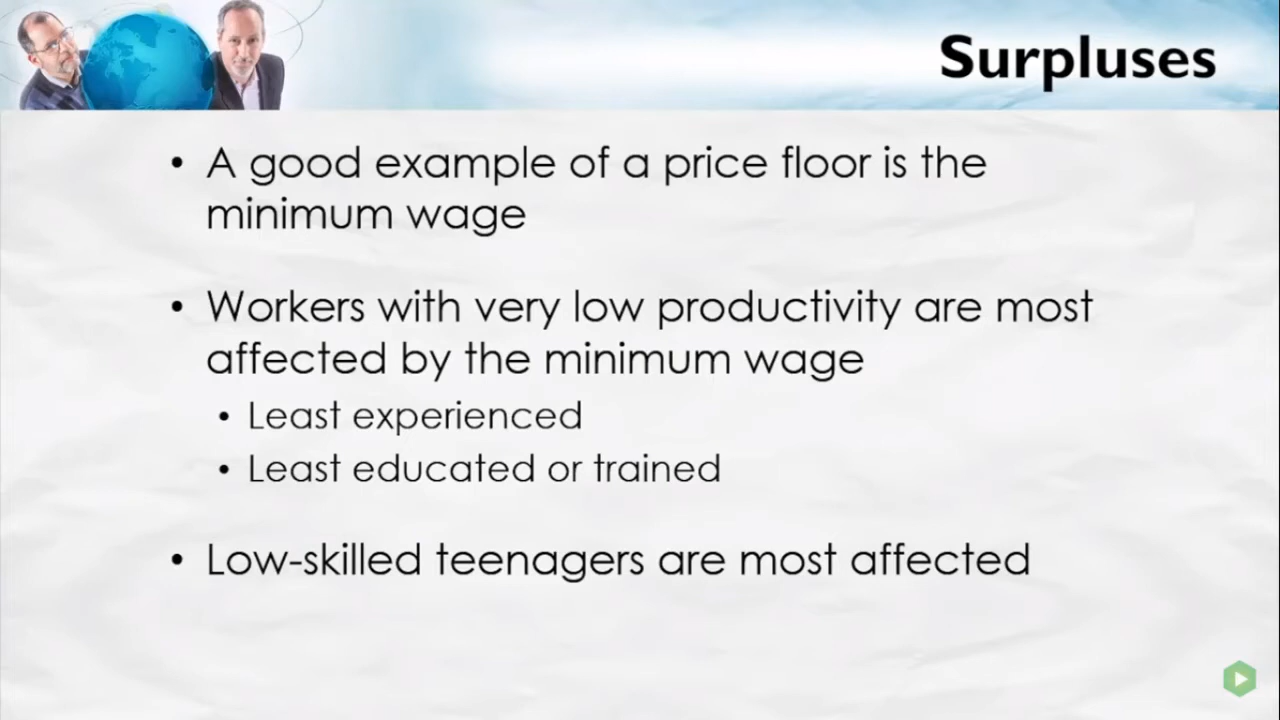 Surpluses
• A good example of a price floor is the
minimum wage
• Workers with very low productivity are most
affected by the minimum wage
• Least experienced
• Least educated or trained
• Low-skilled teenagers are most affected